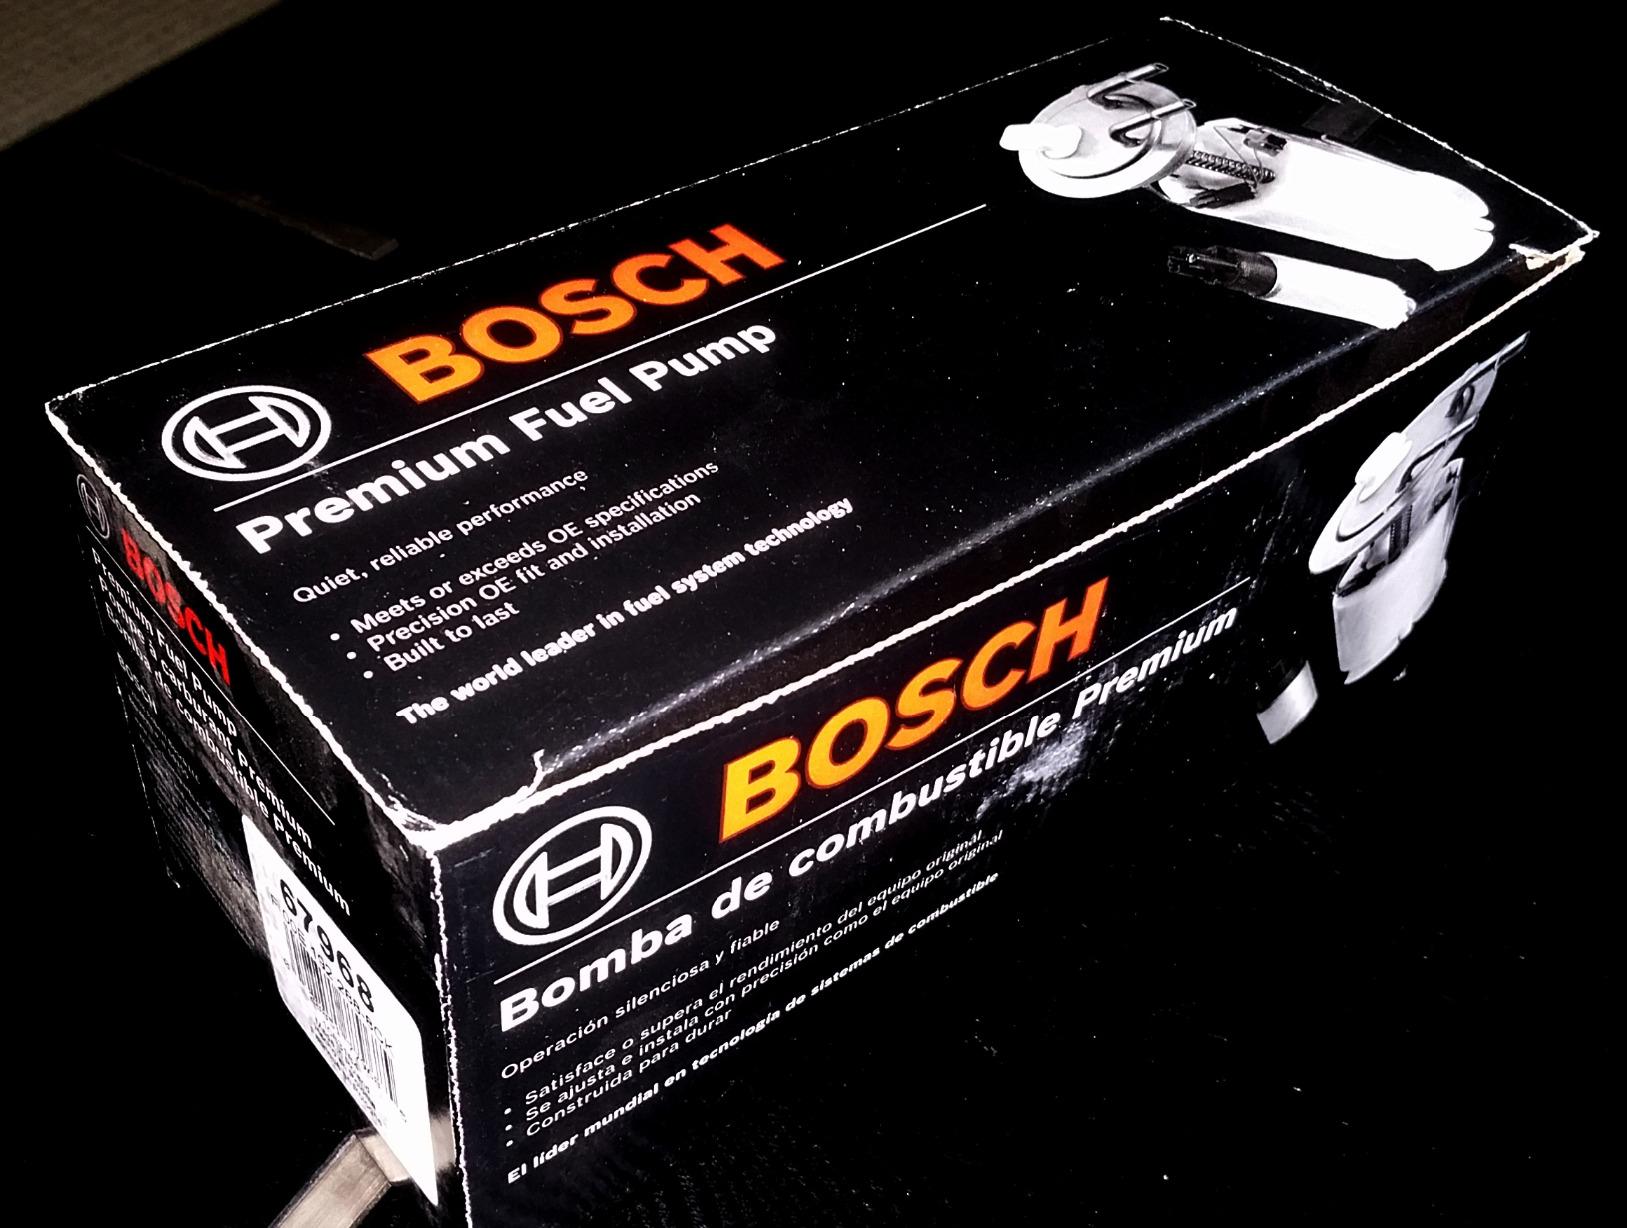 BOSCH
Premium Fuel Pump
Quiet, reliable performance
• Meets or exceeds OE specifications
• Precision OE fit and installation
• Built to last
The world leader in fuel system technology
BOSCH
Bomba de combustible Premium
Operación silenciosa y fiable
• Satisface o supera el rendimiento del equipo original
• Se ajusta e instala con precisión como el equipo original
• Construida para durar
El líder mundial en tecnología de sistemas de combustible
BOSCH
Premium Fuel Pump
Pompe à carburant Premium
Bomba de combustible Premium
67968